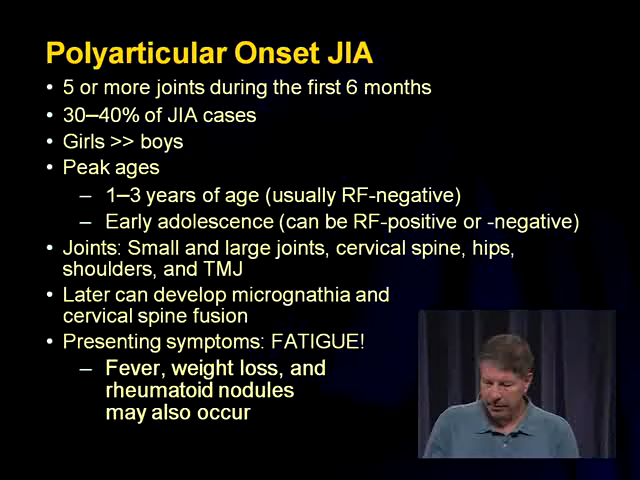 Polyarticular Onset JIA
• 5 or more joints during the first 6 months
• 30–40% of JIA cases
• Girls >> boys
• Peak ages
– 1–3 years of age (usually RF-negative)
– Early adolescence (can be RF-positive or -negative)
• Joints: Small and large joints, cervical spine, hips,
shoulders, and TMJ
• Later can develop micrognathia and
cervical spine fusion
• Presenting symptoms: FATIGUE!
– Fever, weight loss, and
rheumatoid nodules
may also occur